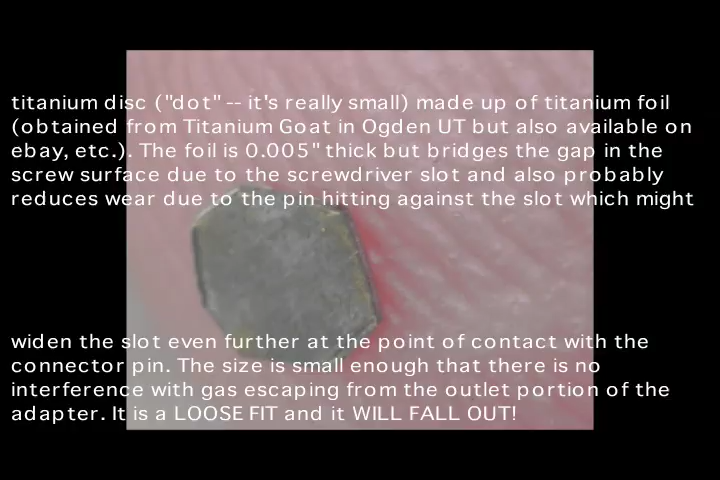 titanium disc ("dot" -- it's really small) made up of titanium foil
(obtained from Titanium Goat in Ogden UT but also available on
ebay, etc.). The foil is 0.005" thick but bridges the gap in the
screw surface due to the screwdriver slot and also probably
reduces wear due to the pin hitting against the slot which might
widen the slot even further at the point of contact with the
connector pin. The size is small enough that there is no
interference with gas escaping from the outlet portion of the
adapter. It is a LOOSE FIT and it WILL FALL OUT!